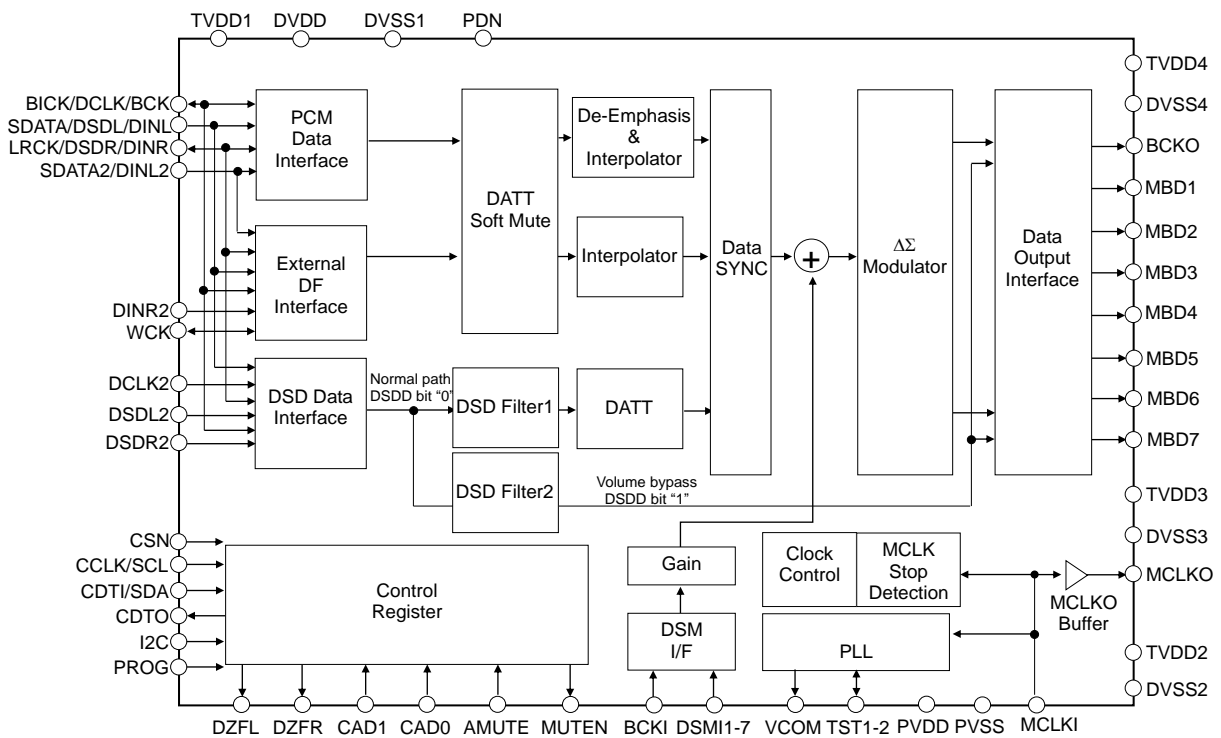 TVDD1
DVDD
DVSS1
PDN
BICK/DCLK/BCK
SDATA/DSDL/DINL
LRCK/DSDR/DINR
SDATA2/DINL2
DINR2
WCK
DCLK2
DSDL2
DSDR2
CSN
CCLK/SCL
CDTI/SDA
CDTO
I2C
PROG
PCM
Data
Interface
External
DF
Interface
DSD Data
Interface
Normal path
DSDD bit “0”
DATT
Soft Mute
De-Emphasis
&
Interpolator
Interpolator
DSD Filter1
DATT
DSD Filter2
Volume bypass
DSDD bit “1”
Data
SYNC
+
ΔΣ
Modulator
Data
Output
Interface
Control
Register
Gain
DSM
I/F
Clock
Control
MCLK
Stop
Detection
PLL
MCLKO
Buffer
TVDD4
DVSS4
BCKO
MBD1
MBD2
MBD3
MBD4
MBD5
MBD6
MBD7
TVDD3
DVSS3
MCLKO
TVDD2
DVSS2
DZFL
DZFR
CAD1
CAD0
AMUTE
MUTEN
BCKI
DSMI1-7
VCOM
TST1-2
PVDD
PVSS
MCLKI